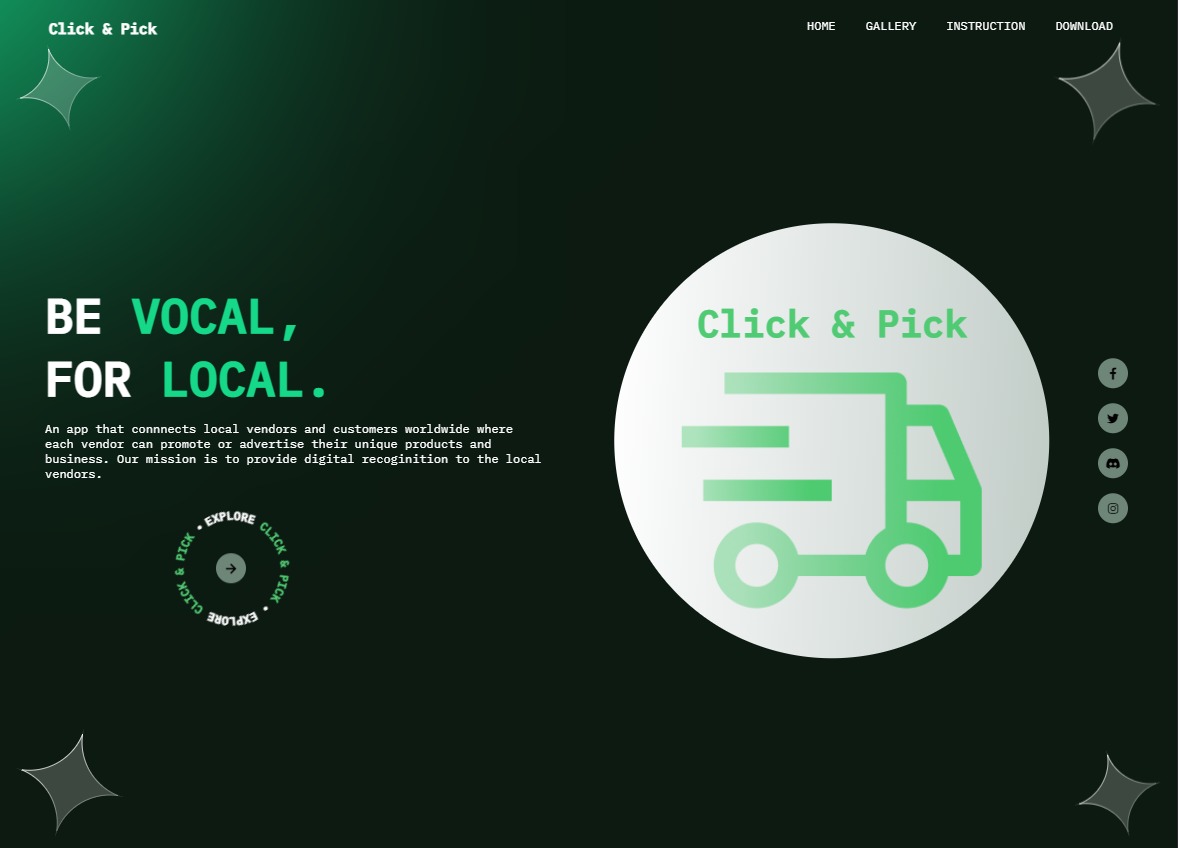 Click & Pick
HOME GALLERY INSTRUCTION DOWNLOAD
BE VOCAL,
FOR LOCAL.
An app that connnects local vendors and customers worldwide where
each vendor can promote or advertise their unique products and
business. Our mission is to provide digital recoginition to the local
vendors.
EXPLORE CLICK & PICK • EXPLORE CLICK & PICK •
Click & Pick